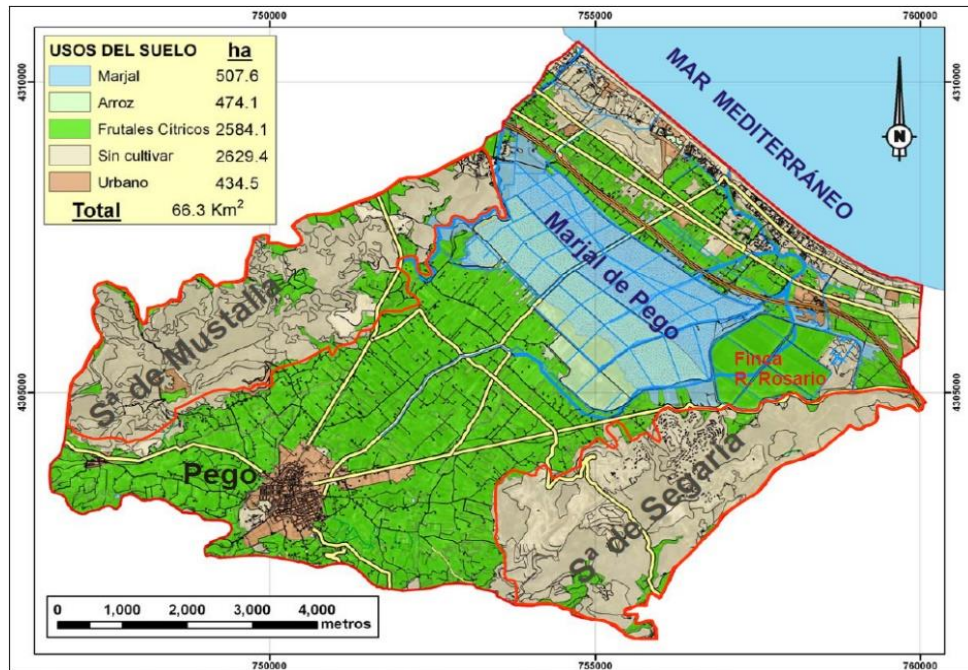 750000 755000 760000
USOS DEL SUELO ha
Marjal 507.6
Arroz 474.1
Frutales Cítricos 2584.1
Sin cultivar 2629.4
Urbano 434.5
Total 66.3 Km²
4310000 4310000
MAR MEDITERRÁNEO
N
Marjal de Pego
Sª de Mustalla
Finca
R. Rosario
4305000 4305000
Pego
Sª de Segaria
0 1,000 2,000 3,000 4,000
metros
750000 755000 760000